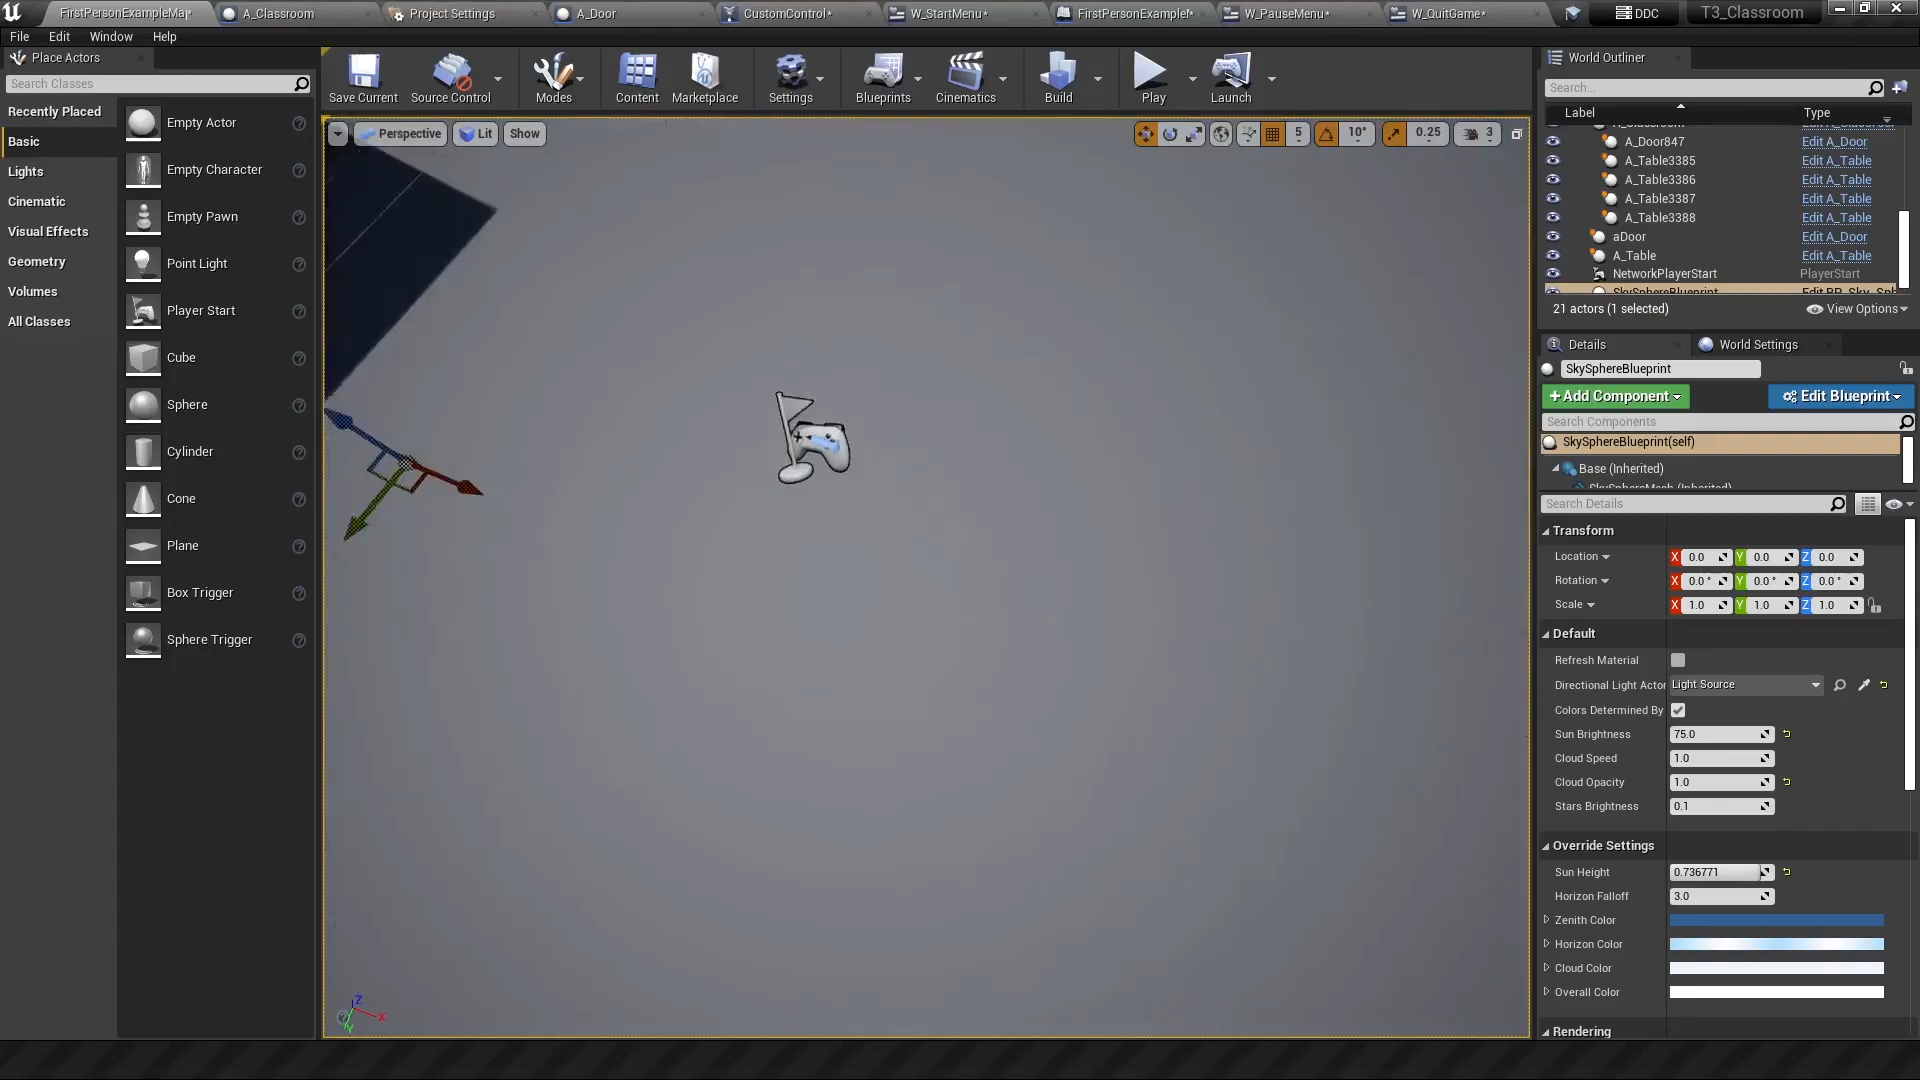 FirstPersonExampleMap*
A_Classroom
Project Settings
A_Door
CustomControl*
W_StartMenu*
FirstPersonExampleM*
W_PauseMenu*
W_QuitGame*
DDC
T3_Classroom
File
Edit
Window
Help
Place Actors
Search Classes
Recently Placed
Basic
Lights
Cinematic
Visual Effects
Geometry
Volumes
All Classes
Empty Actor
Empty Character
Empty Pawn
Point Light
Player Start
Cube
Sphere
Cylinder
Cone
Plane
Box Trigger
Sphere Trigger
Save Current
Source Control
Modes
Content
Marketplace
Settings
Blueprints
Cinematics
Build
Play
Launch
Perspective
Lit
Show
5
10°
0.25
3
Z
X
Y
World Outliner
Search...
Label
Type
A_Door847
Edit A_Door
A_Table3385
Edit A_Table
A_Table3386
Edit A_Table
A_Table3387
Edit A_Table
A_Table3388
Edit A_Table
aDoor
Edit A_Door
A_Table
Edit A_Table
NetworkPlayerStart
PlayerStart
SkySphereBlueprint
Edit BP_Sky_Sph
21 actors (1 selected)
View Options
Details
World Settings
SkySphereBlueprint
+Add Component
Edit Blueprint
Search Components
SkySphereBlueprint(self)
Base (Inherited)
SkySphereMesh (Inherited)
Search Details
Transform
Location
X 0.0 Y 0.0 Z 0.0
Rotation
X 0.0 ° Y 0.0 ° Z 0.0 °
Scale
X 1.0 Y 1.0 Z 1.0
Default
Refresh Material
Directional Light Actor
Light Source
Colors Determined By
Sun Brightness
75.0
Cloud Speed
1.0
Cloud Opacity
1.0
Stars Brightness
0.1
Override Settings
Sun Height
0.736771
Horizon Falloff
3.0
Zenith Color
Horizon Color
Cloud Color
Overall Color
Rendering